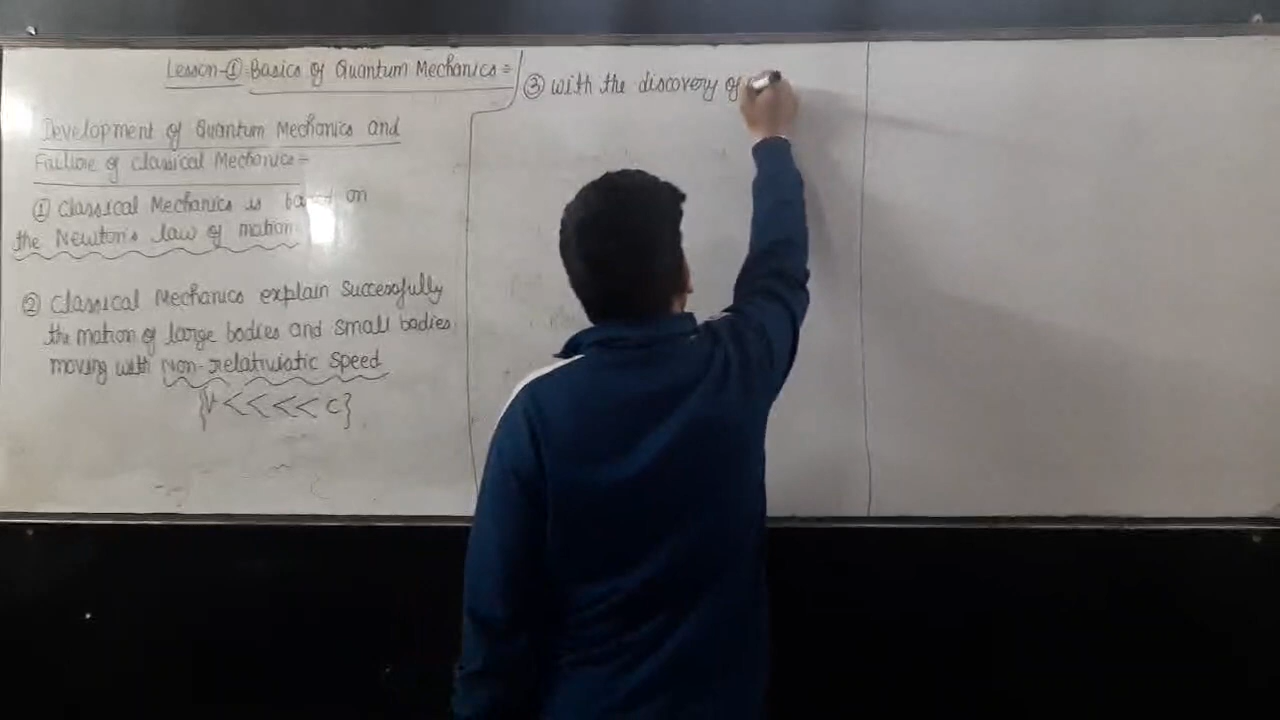 Lesson-① Basics of Quantum Mechanics =
Development of Quantum Mechanics and
Failure of Classical Mechanics =
① Classical Mechanics is based on
the Newton's law of motion
② Classical Mechanics explain successfully
the motion of large bodies and small bodies
moving with Non-relativistic speed
{V<<<<c}
③ with the discovery of